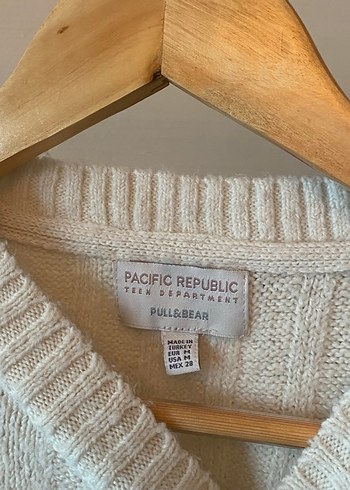 PACIFIC REPUBLIC
TEEN DEPARTMENT
PULL&BEAR
MADE IN
TURKEY
EUR M
USA M
MEX 28